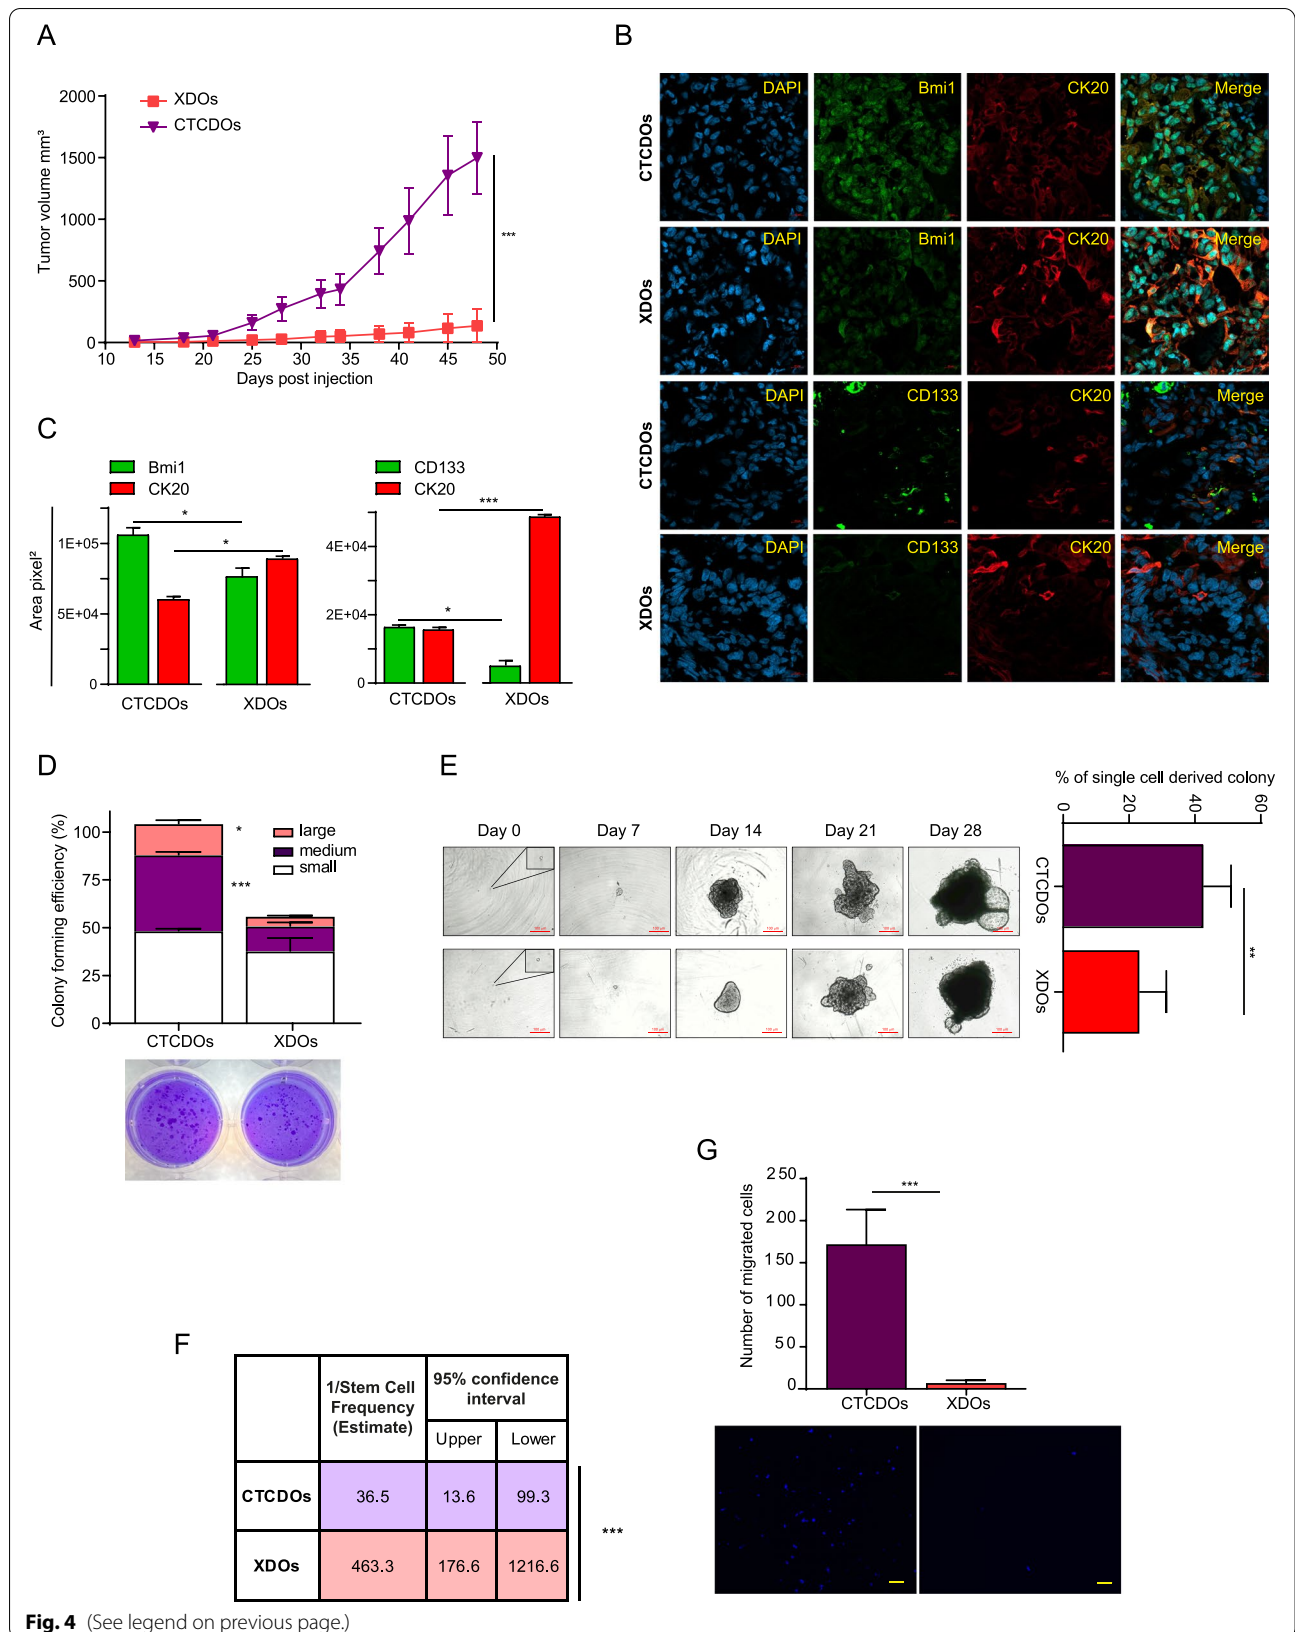 A
XDOs
CTCDOs
Tumor volume mm³
2000
1500
1000
500
0
10 15 20 25 30 35 40 45 50
Days post injection
***
B
CTCDOs
DAPI Bmi1 CK20 Merge
XDOs
DAPI Bmi1 CK20 Merge
CTCDOs
DAPI CD133 CK20 Merge
XDOs
DAPI CD133 CK20 Merge
C
Bmi1
CK20
Area pixel²
1E+05
5E+04
0
*
*
CTCDOs XDOs
CD133
CK20
4E+04
2E+04
0
***
*
CTCDOs XDOs
D
Colony forming efficiency (%)
100
75
50
25
0
*
***
large
medium
small
CTCDOs XDOs
E
Day 0 Day 7 Day 14 Day 21 Day 28
% of single cell derived colony
0 20 40 60
CTCDOs
XDOs
**
F
1/Stem Cell Frequency (Estimate)
95% confidence interval
Upper Lower
CTCDOs 36.5 13.6 99.3
XDOs 463.3 176.6 1216.6
***
G
Number of migrated cells
250
200
150
100
50
0
***
CTCDOs XDOs
Fig. 4 (See legend on previous page.)